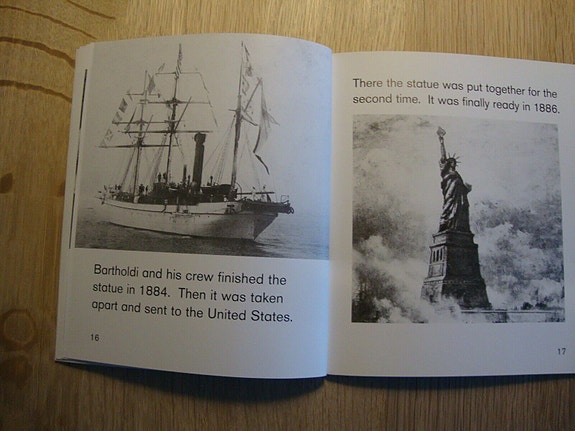 Bartholdi and his crew finished the
statue in 1884. Then it was taken
apart and sent to the United States.
16
There the statue was put together for the
second time. It was finally ready in 1886.
17